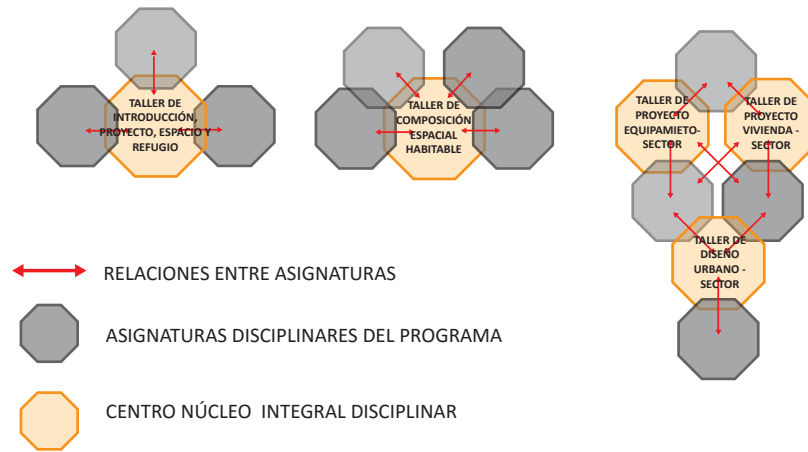 TALLER DE
INTRODUCCIÓN,
PROYECTO, ESPACIO Y
REFUGIO
TALLER DE
COMPOSICIÓN
ESPACIAL
HABITABLE
TALLER DE
PROYECTO
EQUIPAMIETO-
SECTOR
TALLER DE
PROYECTO
VIVIENDA -
SECTOR
TALLER DE
DISEÑO
URBANO -
SECTOR
RELACIONES ENTRE ASIGNATURAS
ASIGNATURAS DISCIPLINARES DEL PROGRAMA
CENTRO NÚCLEO INTEGRAL DISCIPLINAR